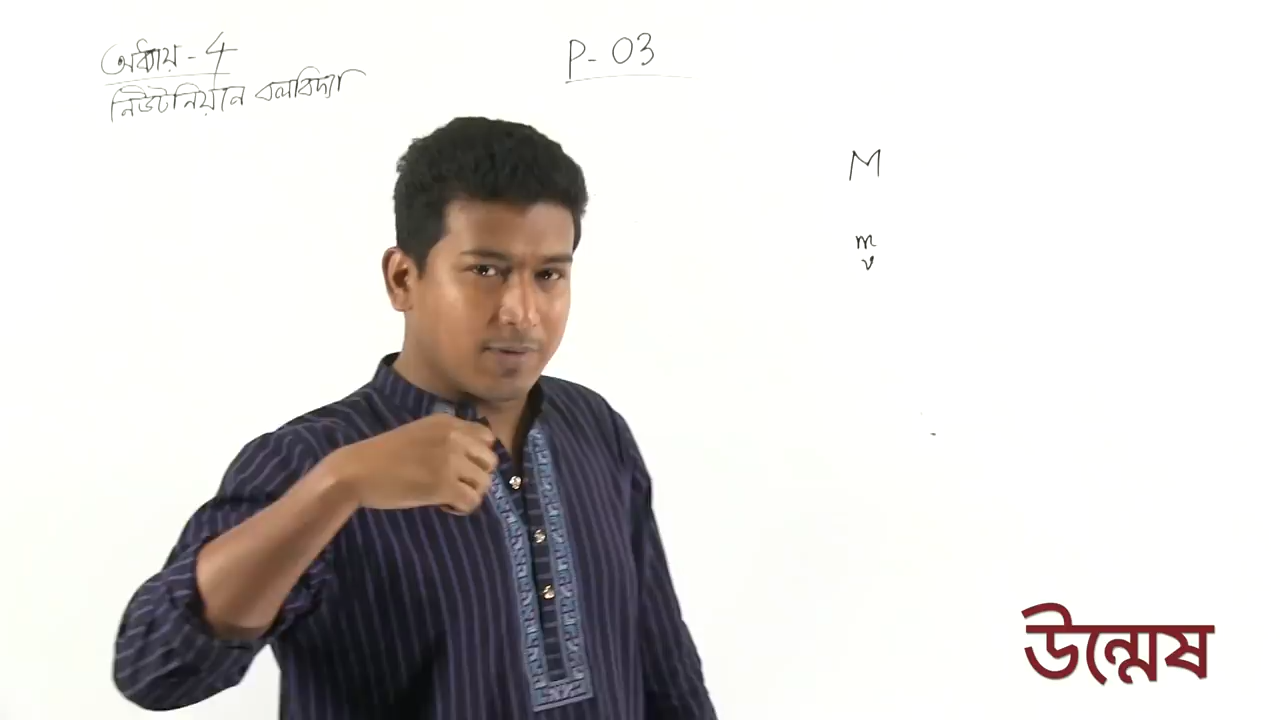 অধ্যায় - 4
P- 03
নিউটনিয়ান বলবিদ্যা
M
m
v
উন্মেষ